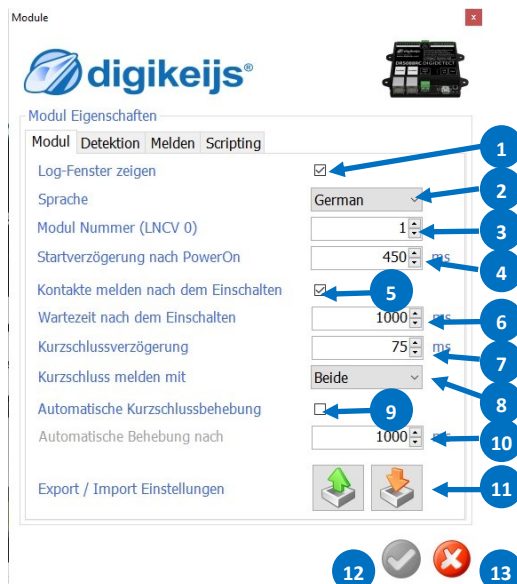 Module
x
digikeijs®
DR5088RC DIGIDETECT
Modul Eigenschaften
Modul Detektion Melden Scripting
Log-Fenster zeigen 1
Sprache German 2
Modul Nummer (LNCV 0) 1 3
Startverzögerung nach PowerOn 450 ms 4
Kontakte melden nach dem Einschalten 5
Wartezeit nach dem Einschalten 1000 6
Kurzschlussverzögerung 75 ms 7
Kurzschluss melden mit Beide 8
Automatische Kurzschlussbehebung 9
Automatische Behebung nach 1000 10
Export / Import Einstellungen 11
12 13